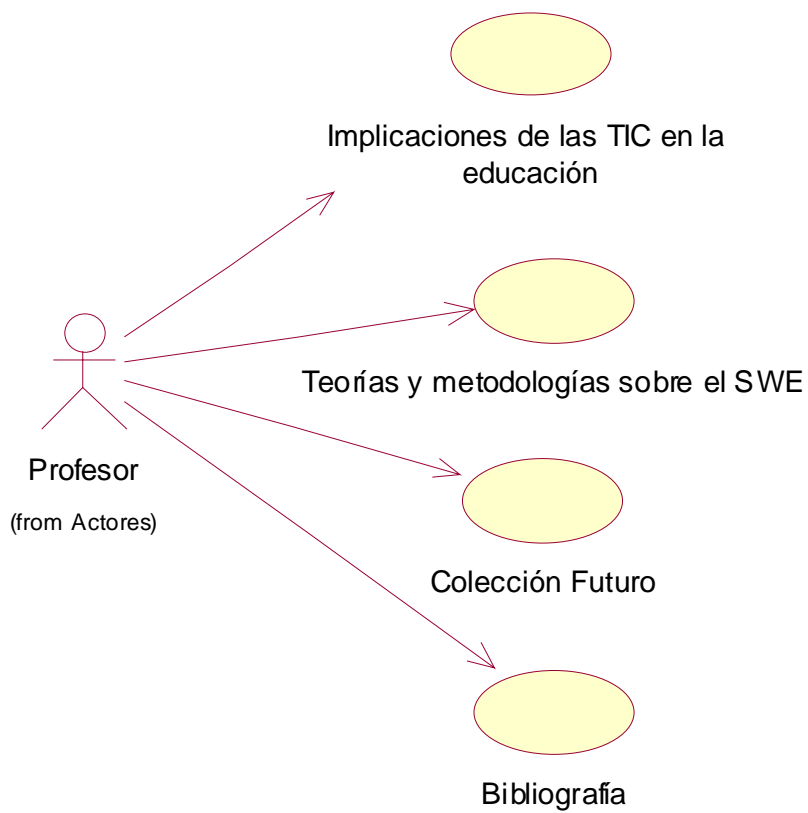 Implicaciones de las TIC en la
educación
Teorías y metodologías sobre el SWE
Profesor
(from Actores)
Colección Futuro
Bibliografía